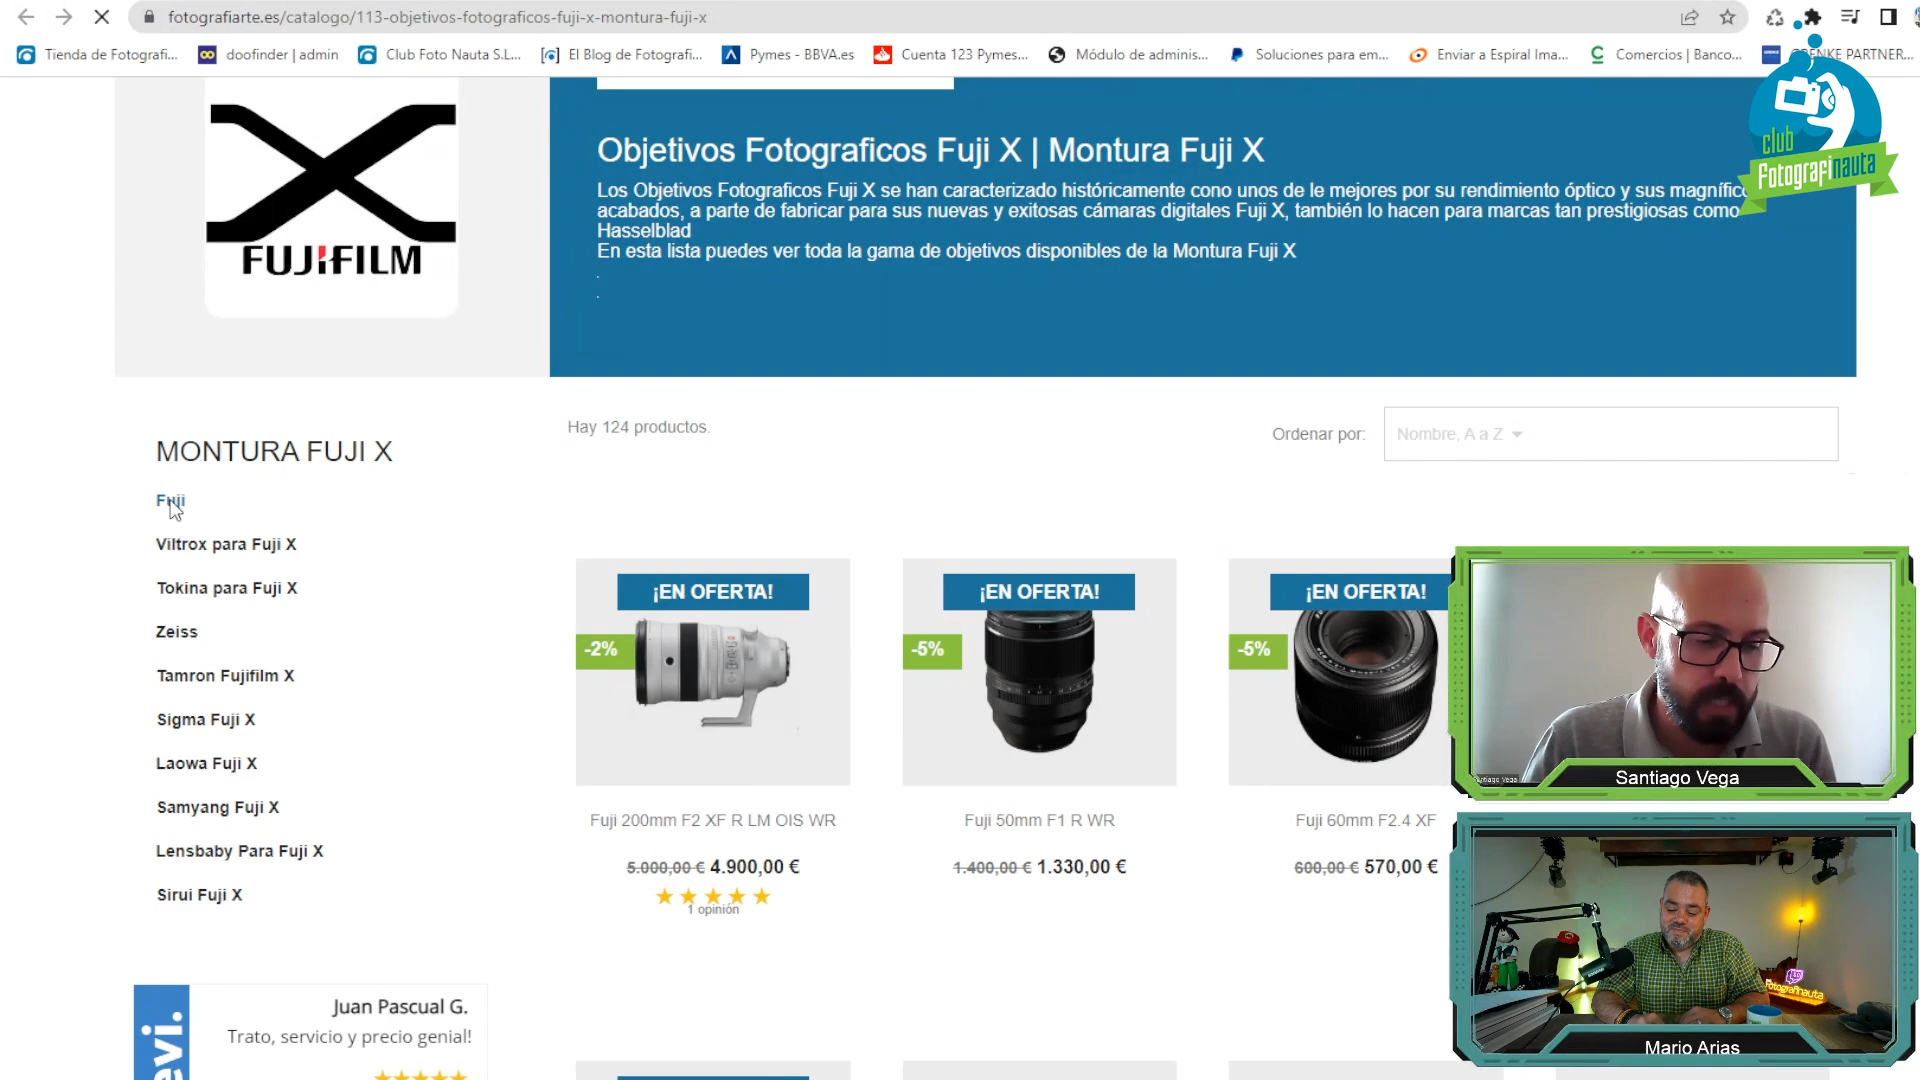 fotografiarte.es/catalogo/113-objetivos-fotograficos-fuji-x-montura-fuji-x
Tienda de Fotografi...
doofinder | admin
Club Foto Nauta S.L...
El Blog de Fotografi...
Pymes - BBVA.es
Cuenta 123 Pymes...
Módulo de adminis...
Soluciones para em...
Enviar a Espiral Ima...
Comercios | Banco...
GRENKE PARTNER...
club
fotografinauta
FUJIFILM
Objetivos Fotograficos Fuji X | Montura Fuji X
Los Objetivos Fotograficos Fuji X se han caracterizado históricamente cono unos de le mejores por su rendimiento óptico y sus magnífico
acabados, a parte de fabricar para sus nuevas y exitosas cámaras digitales Fuji X, también lo hacen para marcas tan prestigiosas como
Hasselblad
En esta lista puedes ver toda la gama de objetivos disponibles de la Montura Fuji X
.
.
Hay 124 productos.
Ordenar por:
Nombre, A a Z
MONTURA FUJI X
Fuji
Viltrox para Fuji X
Tokina para Fuji X
Zeiss
Tamron Fujifilm X
Sigma Fuji X
Laowa Fuji X
Samyang Fuji X
Lensbaby Para Fuji X
Sirui Fuji X
¡EN OFERTA!
-2%
Fuji 200mm F2 XF R LM OIS WR
5.000,00 € 4.900,00 €
1 opinión
¡EN OFERTA!
-5%
Fuji 50mm F1 R WR
1.400,00 € 1.330,00 €
¡EN OFERTA!
-5%
Fuji 60mm F2.4 XF
600,00 € 570,00 €
Santiago Vega
Santiago Vega
Fotografinauta
Mario Arias
evi.
Juan Pascual G.
Trato, servicio y precio genial!